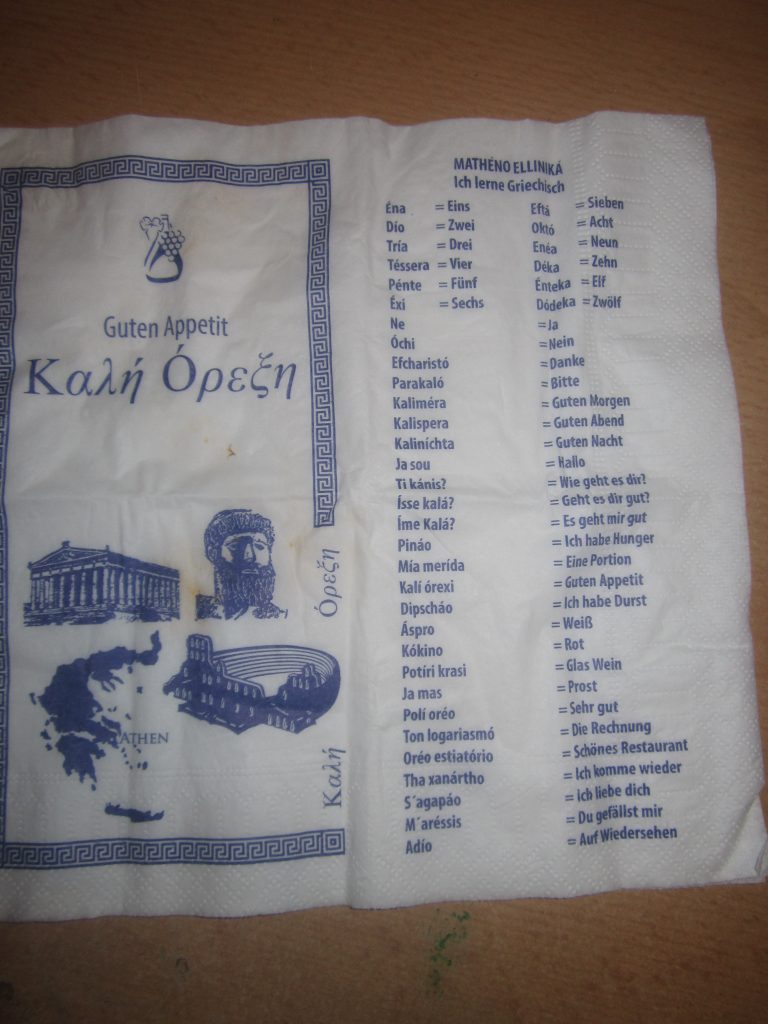 Guten Appetit
Καλή Όρεξη
Όρεξη
Καλή
ATHEN
MATHÉNO ELLINIKÁ
Ich lerne Griechisch
Éna = Eins Eftá = Sieben
Dío = Zwei Októ = Acht
Tría = Drei Enéa = Neun
Téssera = Vier Déka = Zehn
Pénte = Fünf Énteka = Elf
Éxi = Sechs Dódeka = Zwölf
Ne = Ja
Óchi = Nein
Efcharistó = Danke
Parakaló = Bitte
Kaliméra = Guten Morgen
Kalispera = Guten Abend
Kaliníchta = Guten Nacht
Ja sou = Hallo
Ti kánis? = Wie geht es dir?
Ísse kalá? = Geht es dir gut?
Íme Kalá? = Es geht mir gut
Pináo = Ich habe Hunger
Mía merída = Eine Portion
Kalí órexi = Guten Appetit
Dipscháo = Ich habe Durst
Áspro = Weiß
Kókino = Rot
Potíri krasi = Glas Wein
Ja mas = Prost
Polí oréo = Sehr gut
Ton logariasmó = Die Rechnung
Oréo estiatório = Schönes Restaurant
Tha xanártho = Ich komme wieder
S´agapáo = Ich liebe dich
M´aréssis = Du gefällst mir
Adío = Auf Wiedersehen